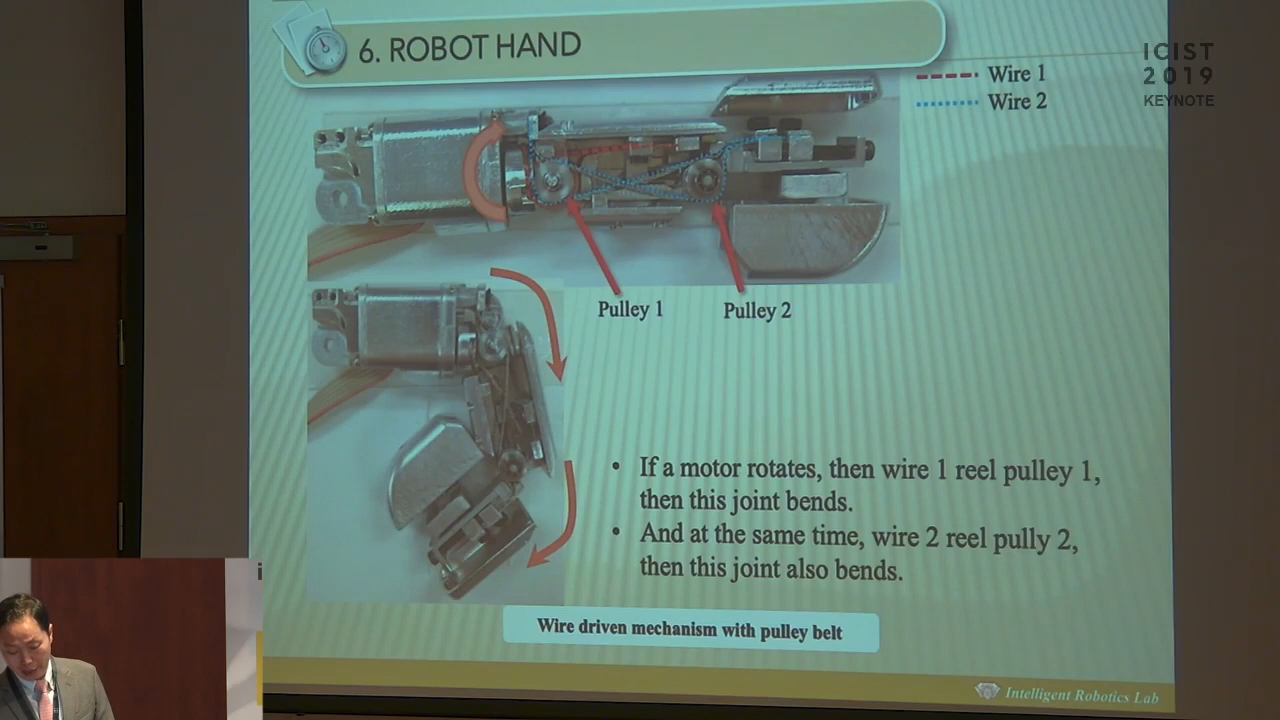 6. ROBOT HAND
Wire 1
Wire 2
ICIST
2019
KEYNOTE
Pulley 1
Pulley 2
• If a motor rotates, then wire 1 reel pulley 1,
then this joint bends.
• And at the same time, wire 2 reel pully 2,
then this joint also bends.
Wire driven mechanism with pulley belt
Intelligent Robotics Lab